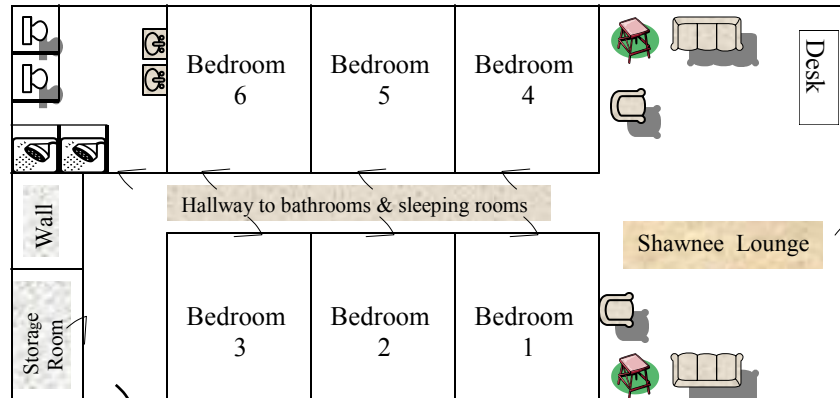 Bedroom
6
Bedroom
5
Bedroom
4
Desk
Hallway to bathrooms & sleeping rooms
Wall
Shawnee Lounge
Storage
Room
Bedroom
3
Bedroom
2
Bedroom
1